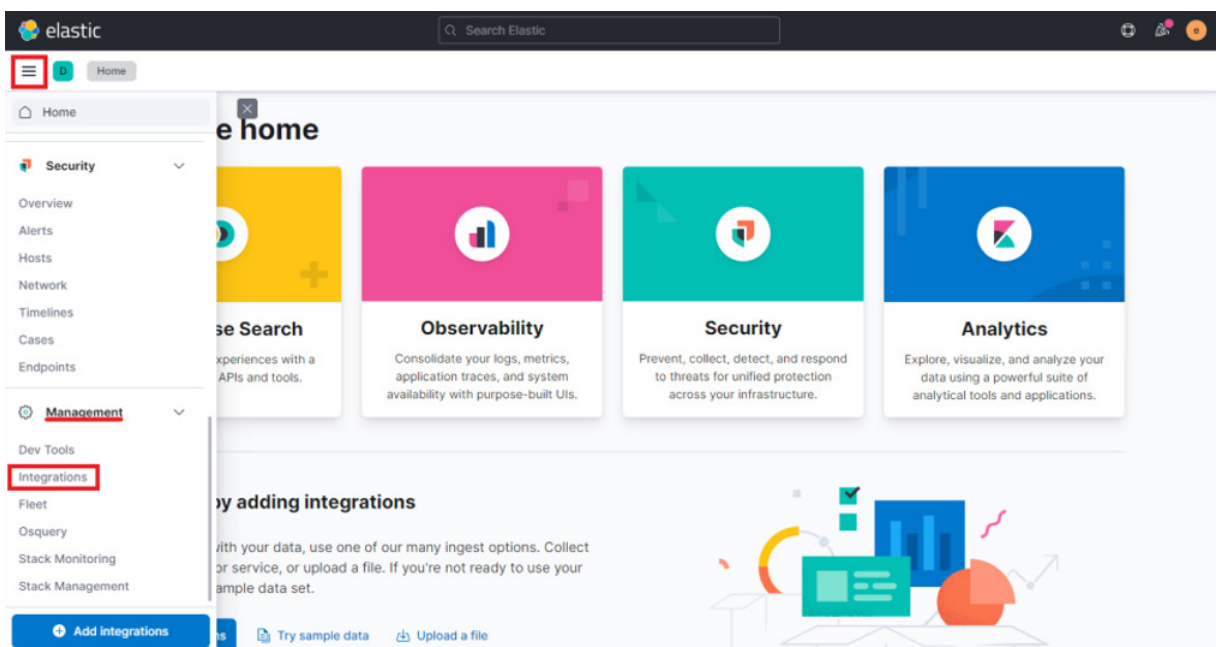 elastic
Search Elastic
e
D
Home
Home
e home
Security
Overview
Alerts
Hosts
Network
Timelines
Cases
Endpoints
Management
Dev Tools
Integrations
Fleet
Osquery
Stack Monitoring
Stack Management
Add integrations
se Search
xperiences with a
APIs and tools.
Observability
Consolidate your logs, metrics,
application traces, and system
availability with purpose-built UIs.
Security
Prevent, collect, detect, and respond
to threats for unified protection
across your infrastructure.
Analytics
Explore, visualize, and analyze your
data using a powerful suite of
analytical tools and applications.
by adding integrations
with your data, use one of our many ingest options. Collect
or service, or upload a file. If you're not ready to use your
ample data set.
ns
Try sample data
Upload a file